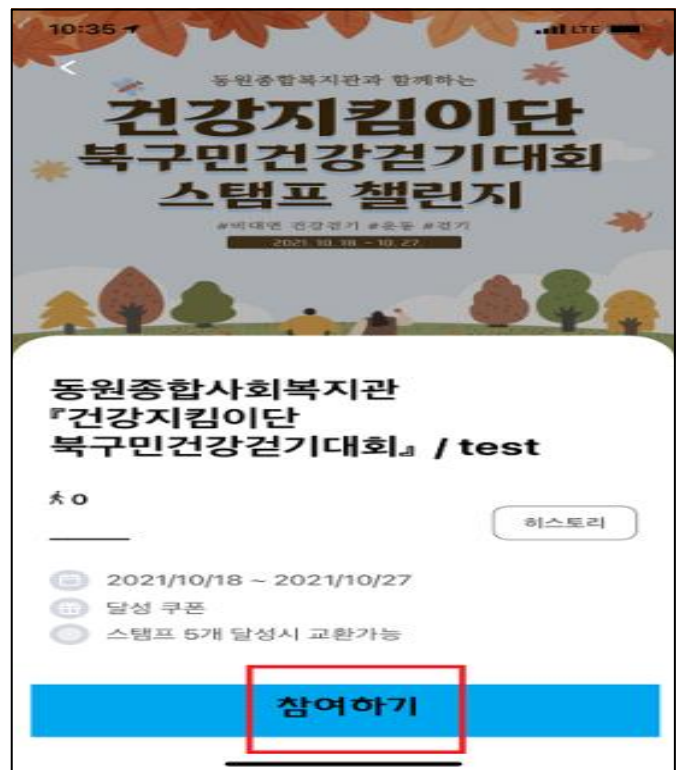 10:35
LTE
동원종합복지관과 함께하는
건강지킴이단
북구민건강걷기대회
스탬프 챌린지
#비대면 건강걷기 #운동 #걷기
2021. 10. 18 - 10. 27
동원종합사회복지관
『건강지킴이단
북구민건강걷기대회』 / test
0
히스토리
2021/10/18 ~ 2021/10/27
달성 쿠폰
스탬프 5개 달성시 교환가능
참여하기